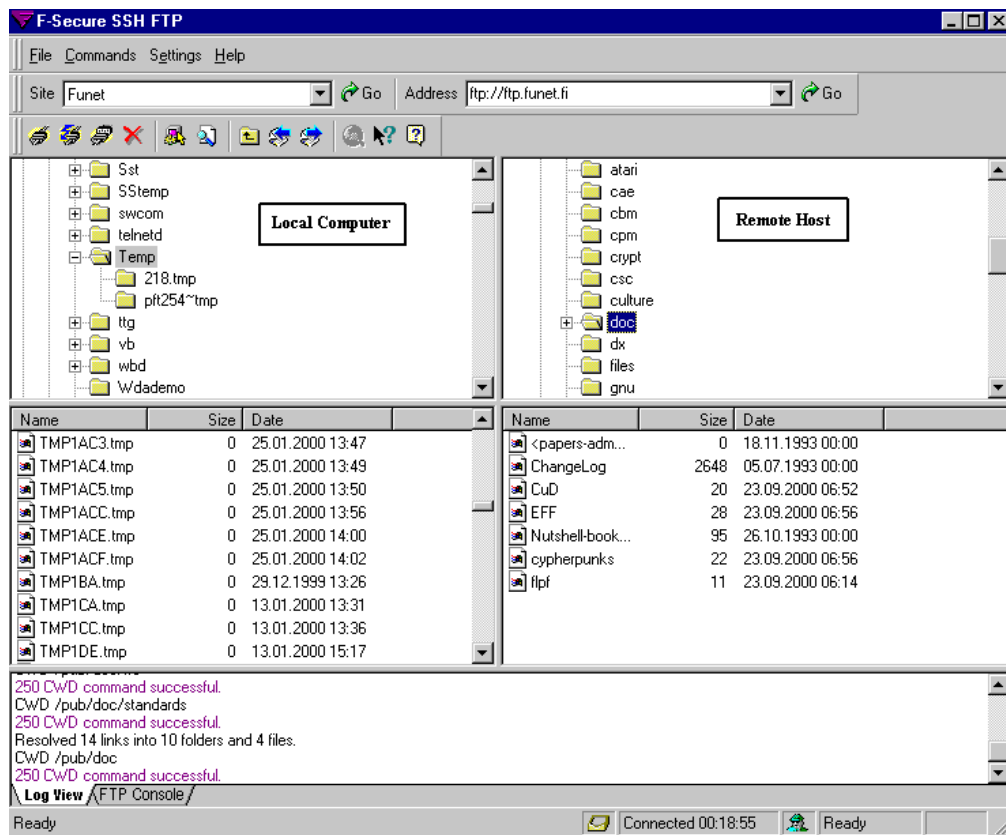 F-Secure SSH FTP
File Commands Settings Help
Site Funet Go Address ftp://ftp.funet.fi Go
Sst
SStemp
swcom
telnetd
Temp
218.tmp
pft254~tmp
ttg
vb
wbd
Wdademo
Local Computer
atari
cae
cbm
cpm
crypt
csc
culture
doc
dx
files
gnu
Remote Host
Name Size Date
TMP1AC3.tmp 0 25.01.2000 13:47
TMP1AC4.tmp 0 25.01.2000 13:49
TMP1AC5.tmp 0 25.01.2000 13:50
TMP1ACC.tmp 0 25.01.2000 13:56
TMP1ACE.tmp 0 25.01.2000 14:00
TMP1ACF.tmp 0 25.01.2000 14:02
TMP1BA.tmp 0 29.12.1999 13:26
TMP1CA.tmp 0 13.01.2000 13:31
TMP1CC.tmp 0 13.01.2000 13:36
TMP1DE.tmp 0 13.01.2000 15:17
Name Size Date
<papers-adm... 0 18.11.1993 00:00
ChangeLog 2648 05.07.1993 00:00
CuD 20 23.09.2000 06:52
EFF 28 23.09.2000 06:56
Nutshell-book... 95 26.10.1993 00:00
cypherpunks 22 23.09.2000 06:56
flpf 11 23.09.2000 06:14
250 CWD command successful.
CWD /pub/doc/standards
250 CWD command successful.
Resolved 14 links into 10 folders and 4 files.
CWD /pub/doc
250 CWD command successful.
Log View FTP Console
Ready Connected 00:18:55 Ready